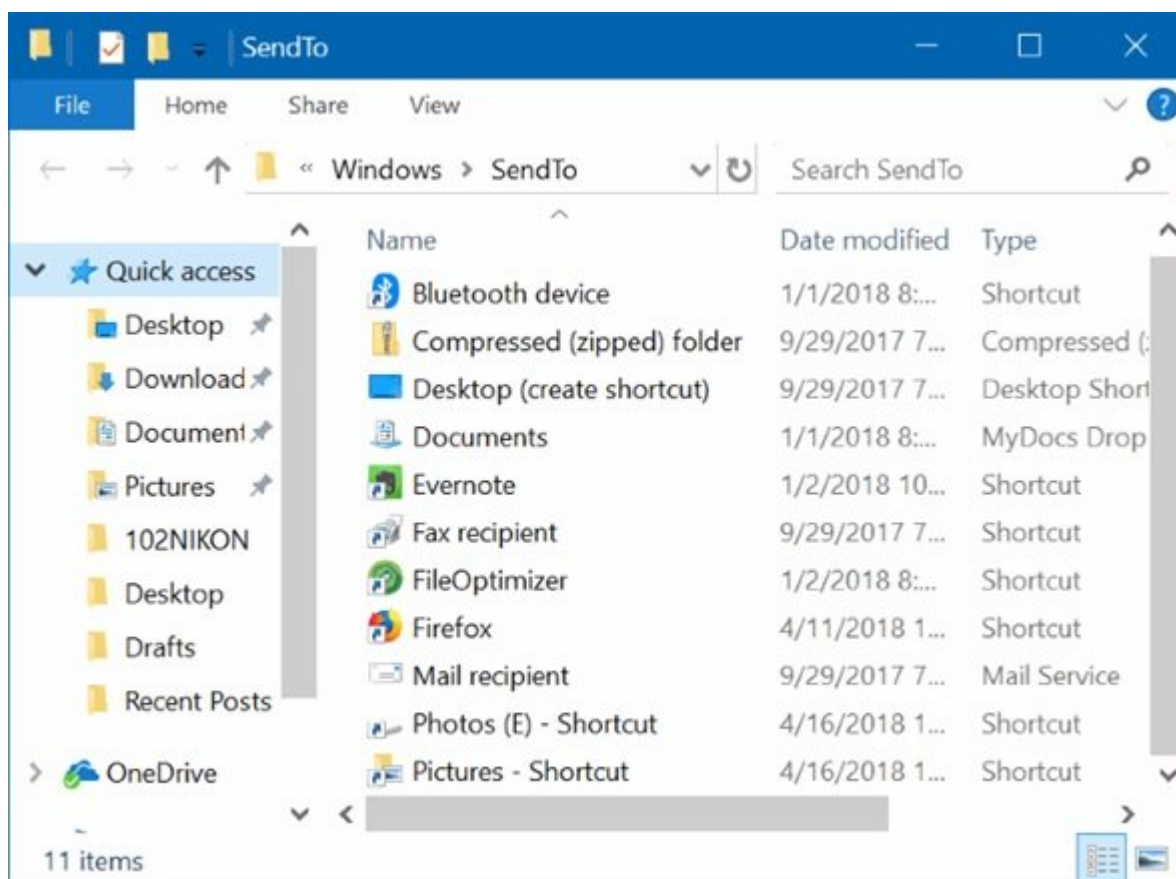 SendTo
File Home Share View
« Windows > SendTo Search SendTo
Name Date modified Type
Quick access
Desktop
Download
Document
Pictures
102NIKON
Desktop
Drafts
Recent Posts
OneDrive
Bluetooth device 1/1/2018 8:... Shortcut
Compressed (zipped) folder 9/29/2017 7... Compressed (
Desktop (create shortcut) 9/29/2017 7... Desktop Short
Documents 1/1/2018 8:... MyDocs Drop
Evernote 1/2/2018 10... Shortcut
Fax recipient 9/29/2017 7... Shortcut
FileOptimizer 1/2/2018 8:... Shortcut
Firefox 4/11/2018 1... Shortcut
Mail recipient 9/29/2017 7... Mail Service
Photos (E) - Shortcut 4/16/2018 1... Shortcut
Pictures - Shortcut 4/16/2018 1... Shortcut
11 items